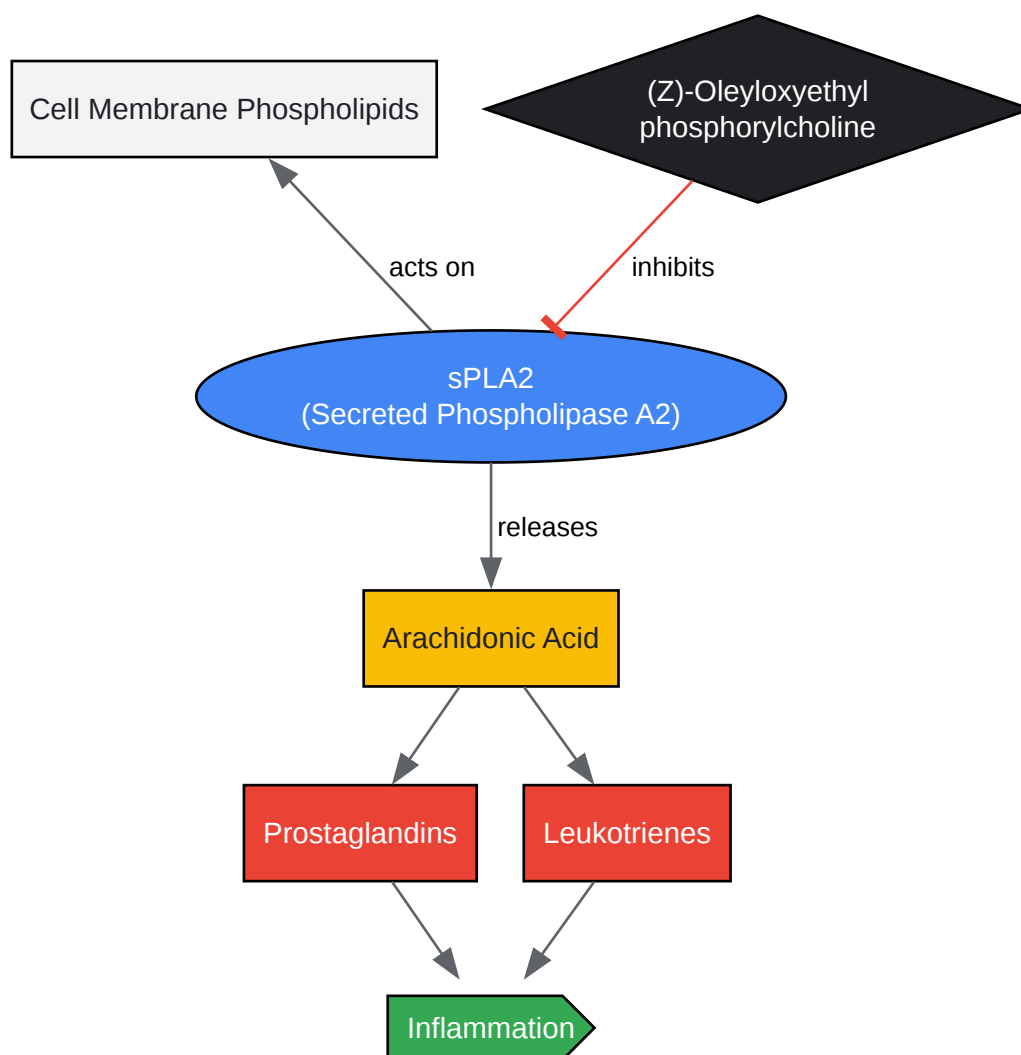 Cell Membrane Phospholipids
(Z)-Oleyloxyethyl
phosphorylcholine
acts on
inhibits
sPLA2
(Secreted Phospholipase A2)
releases
Arachidonic Acid
Prostaglandins
Leukotrienes
Inflammation